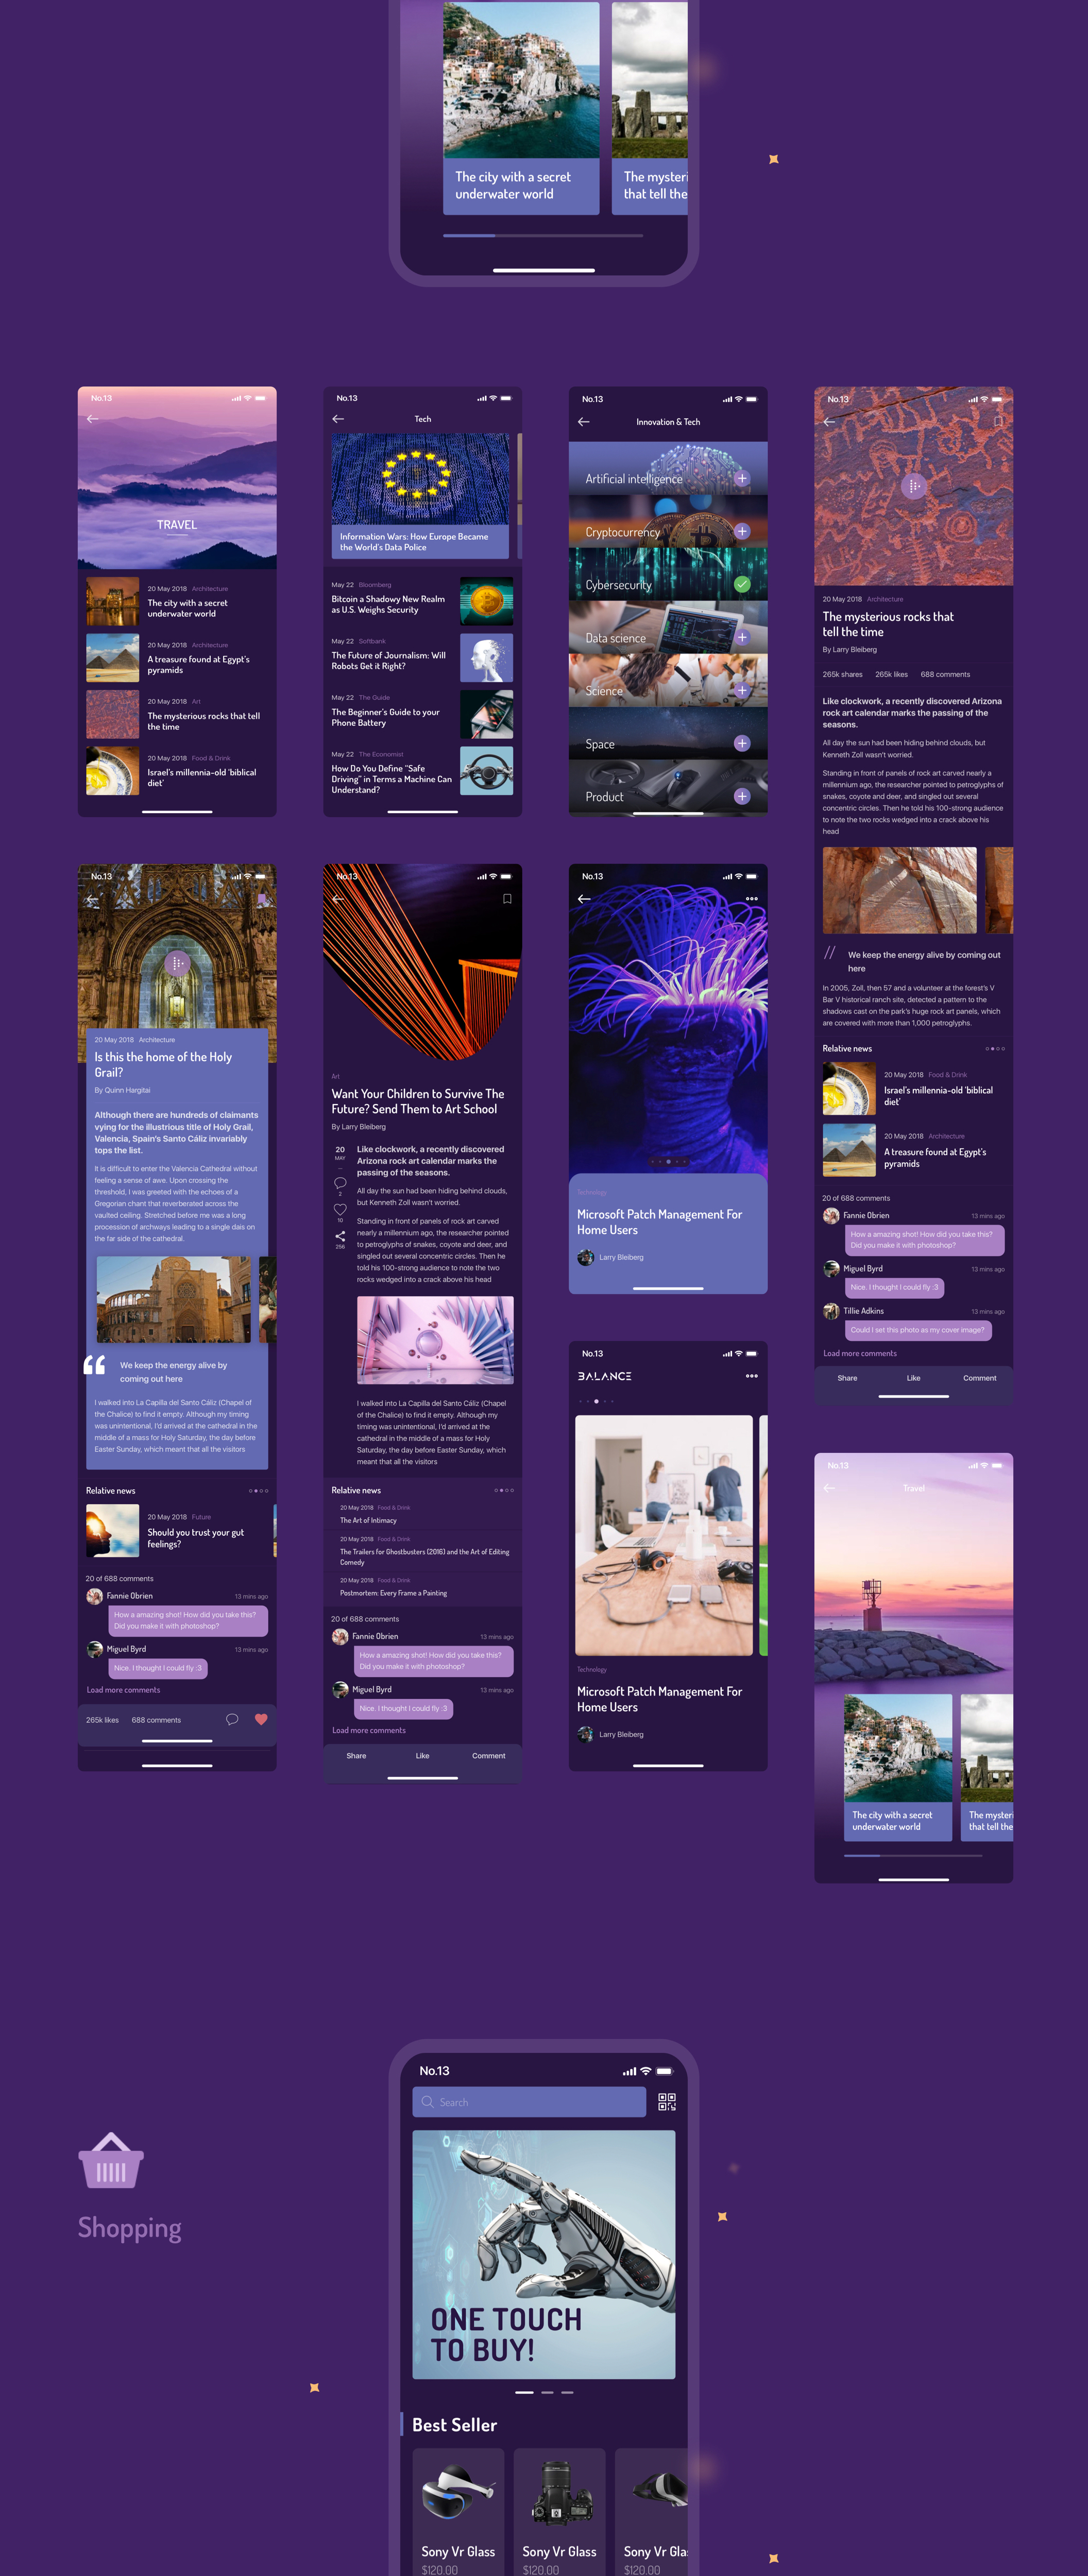 The city with a secret
underwater world
The mysteri
that tell the
No.13
TRAVEL
20 May 2018 Architecture
The city with a secret
underwater world
20 May 2018 Architecture
A treasure found at Egypt's
pyramids
20 May 2018 Art
The mysterious rocks that tell
the time
20 May 2018 Food & Drink
Israel's millennia-old 'biblical
diet'
No.13
Tech
Information Wars: How Europe Became
the World's Data Police
May 22 Bloomberg
Bitcoin a Shadowy New Realm
as U.S. Weighs Security
May 22 Softbank
The Future of Journalism: Will
Robots Get it Right?
May 22 The Guide
The Beginner's Guide to your
Phone Battery
May 22 The Economist
How Do You Define "Safe
Driving" in Terms a Machine Can
Understand?
No.13
Innovation & Tech
Artificial intelligence
Cryptocurrency
Cybersecurity
Data science
Science
Space
Product
No.13
20 May 2018 Architecture
The mysterious rocks that
tell the time
By Larry Bleiberg
265k shares 265k likes 688 comments
Like clockwork, a recently discovered Arizona
rock art calendar marks the passing of the
seasons.
All day the sun had been hiding behind clouds, but
Kenneth Zoll wasn't worried.
Standing in front of panels of rock art carved nearly a
millennium ago, the researcher pointed to petroglyphs of
snakes, coyote and deer, and singled out several
concentric circles. Then he told his 100-strong audience
to note the two rocks wedged into a crack above his
head
We keep the energy alive by coming out
here
In 2005, Zoll, then 57 and a volunteer at the forest's V
Bar V historical ranch site, detected a pattern to the
shadows cast on the park's huge rock art panels, which
are covered with more than 1,000 petroglyphs.
Relative news
20 May 2018 Food & Drink
Israel's millennia-old 'biblical
diet'
20 May 2018 Architecture
A treasure found at Egypt's
pyramids
20 of 688 comments
Fannie Obrien 13 mins ago
How a amazing shot! How did you take this?
Did you make it with photoshop?
Miguel Byrd 13 mins ago
Nice. I thought I could fly :3
Tillie Adkins 13 mins ago
Could I set this photo as my cover image?
Load more comments
Share Like Comment
No.13
20 May 2018 Architecture
Is this the home of the Holy
Grail?
By Quinn Hargitai
Although there are hundreds of claimants
vying for the illustrious title of Holy Grail,
Valencia, Spain's Santo Cáliz invariably
tops the list.
It is difficult to enter the Valencia Cathedral without
feeling a sense of awe. Upon crossing the
threshold, I was greeted with the echoes of a
Gregorian chant that reverberated across the
vaulted ceiling. Stretched before me was a long
procession of archways leading to a single dais on
the far side of the cathedral.
We keep the energy alive by
coming out here
I walked into La Capilla del Santo Cáliz (Chapel of
the Chalice) to find it empty. Although my timing
was unintentional, I'd arrived at the cathedral in the
middle of a mass for Holy Saturday, the day before
Easter Sunday, which meant that all the visitors
Relative news
20 May 2018 Future
Should you trust your gut
feelings?
20 of 688 comments
Fannie Obrien 13 mins ago
How a amazing shot! How did you take this?
Did you make it with photoshop?
Miguel Byrd 13 mins ago
Nice. I thought I could fly :3
Load more comments
265k likes 688 comments
No.13
Art
Want Your Children to Survive The
Future? Send Them to Art School
By Larry Bleiberg
20
MAY
2
10
256
Like clockwork, a recently discovered
Arizona rock art calendar marks the
passing of the seasons.
All day the sun had been hiding behind clouds,
but Kenneth Zoll wasn't worried.
Standing in front of panels of rock art carved
nearly a millennium ago, the researcher pointed
to petroglyphs of snakes, coyote and deer, and
singled out several concentric circles. Then he
told his 100-strong audience to note the two
rocks wedged into a crack above his head
I walked into La Capilla del Santo Cáliz (Chapel
of the Chalice) to find it empty. Although my
timing was unintentional, I'd arrived at the
cathedral in the middle of a mass for Holy
Saturday, the day before Easter Sunday, which
meant that all the visitors
Relative news
20 May 2018 Food & Drink
The Art of Intimacy
20 May 2018 Food & Drink
The Trailers for Ghostbusters (2016) and the Art of Editing
Comedy
20 May 2018 Food & Drink
Postmortem: Every Frame a Painting
20 of 688 comments
Fannie Obrien 13 mins ago
How a amazing shot! How did you take this?
Did you make it with photoshop?
Miguel Byrd 13 mins ago
Nice. I thought I could fly :3
Load more comments
Share Like Comment
No.13
Technology
Microsoft Patch Management For
Home Users
Larry Bleiberg
No.13
BALANCE
Technology
Microsoft Patch Management For
Home Users
Larry Bleiberg
No.13
Travel
The city with a secret
underwater world
The mysteri
that tell the
Shopping
No.13
Search
ONE TOUCH
TO BUY!
Best Seller
Sony Vr Glass
$120.00
Sony Vr Glass
$120.00
Sony Vr Glas
$120.00